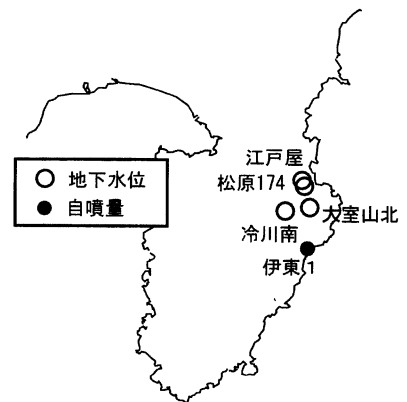 江戸屋
松原174
地下水位
自噴量
大室山北
冷川南
伊東1